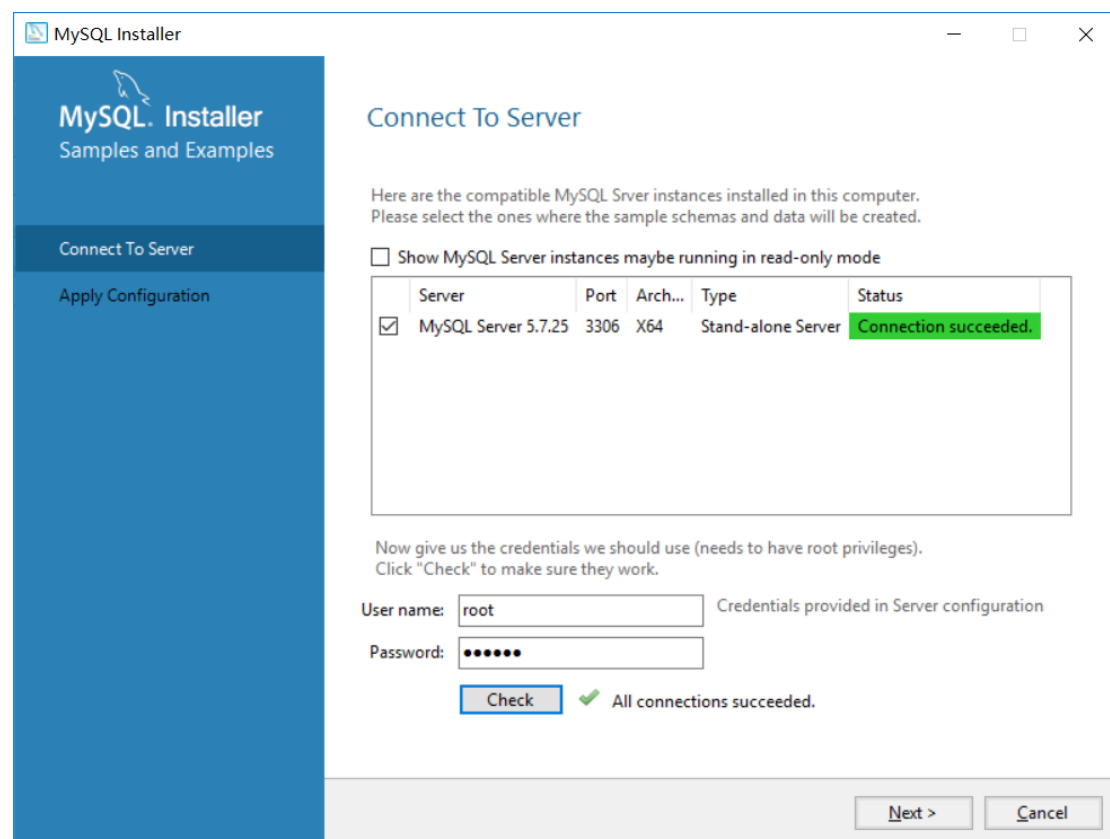 MySQL Installer
MySQL. Installer
Samples and Examples
Connect To Server
Apply Configuration
Connect To Server
Here are the compatible MySQL Srver instances installed in this computer.
Please select the ones where the sample schemas and data will be created.
Show MySQL Server instances maybe running in read-only mode
Server Port Arch... Type Status
MySQL Server 5.7.25 3306 X64 Stand-alone Server Connection succeeded.
Now give us the credentials we should use (needs to have root privileges).
Click "Check" to make sure they work.
User name: root Credentials provided in Server configuration
Password: ●●●●●●
Check All connections succeeded.
Next > Cancel